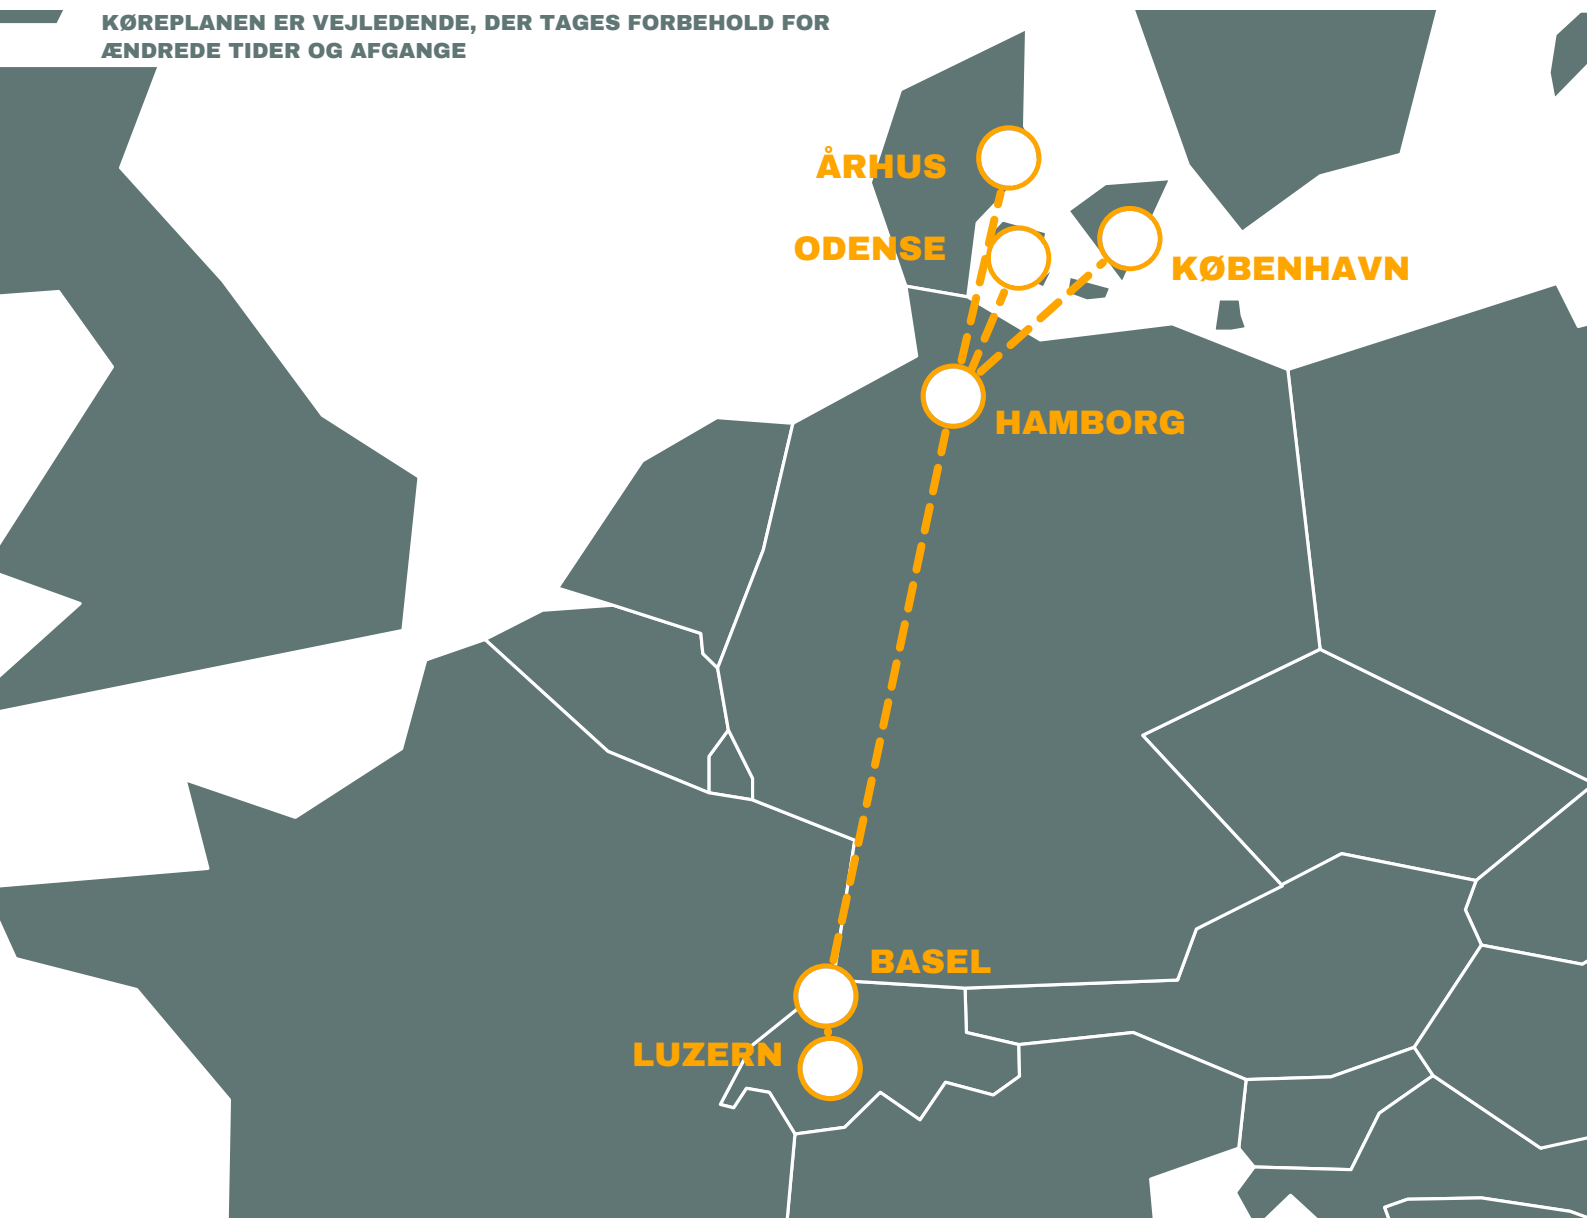 KØREPLANEN ER VEJLEDENDE, DER TAGES FORBEHOLD FOR
ÆNDREDE TIDER OG AFGANGE
ÅRHUS
ODENSE
KØBENHAVN
HAMBORG
BASEL
LUZERN